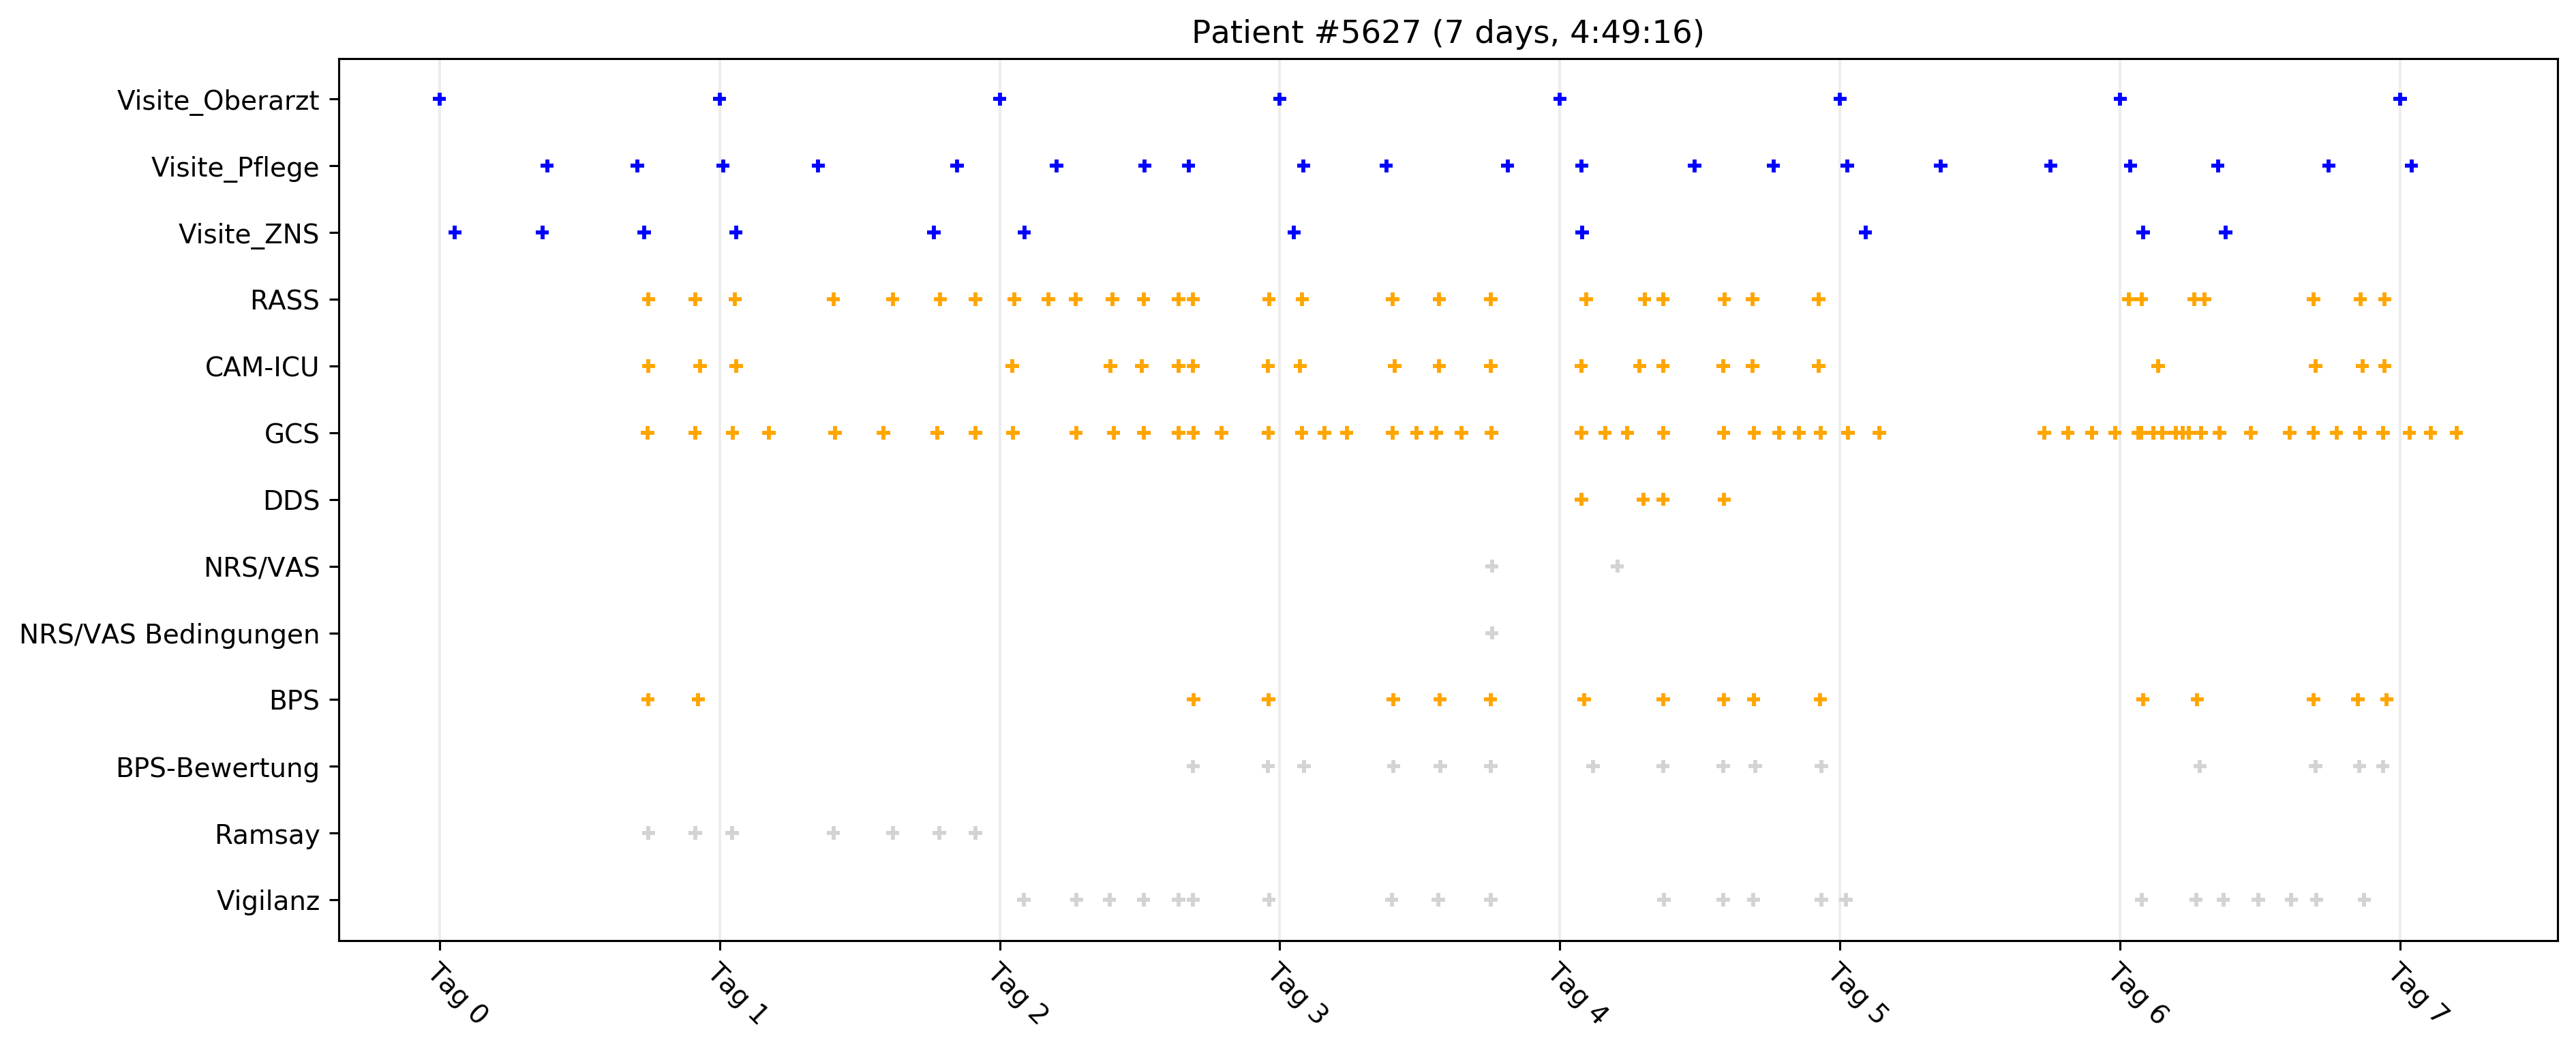 Patient #5627 (7 days, 4:49:16)
Visite_Oberarzt
Visite_Pflege
Visite_ZNS
RASS
CAM-ICU
GCS
DDS
NRS/VAS
NRS/VAS Bedingungen
BPS
BPS-Bewertung
Ramsay
Vigilanz
Tag 0
Tag 1
Tag 2
Tag 3
Tag 4
Tag 5
Tag 6
Tag 7